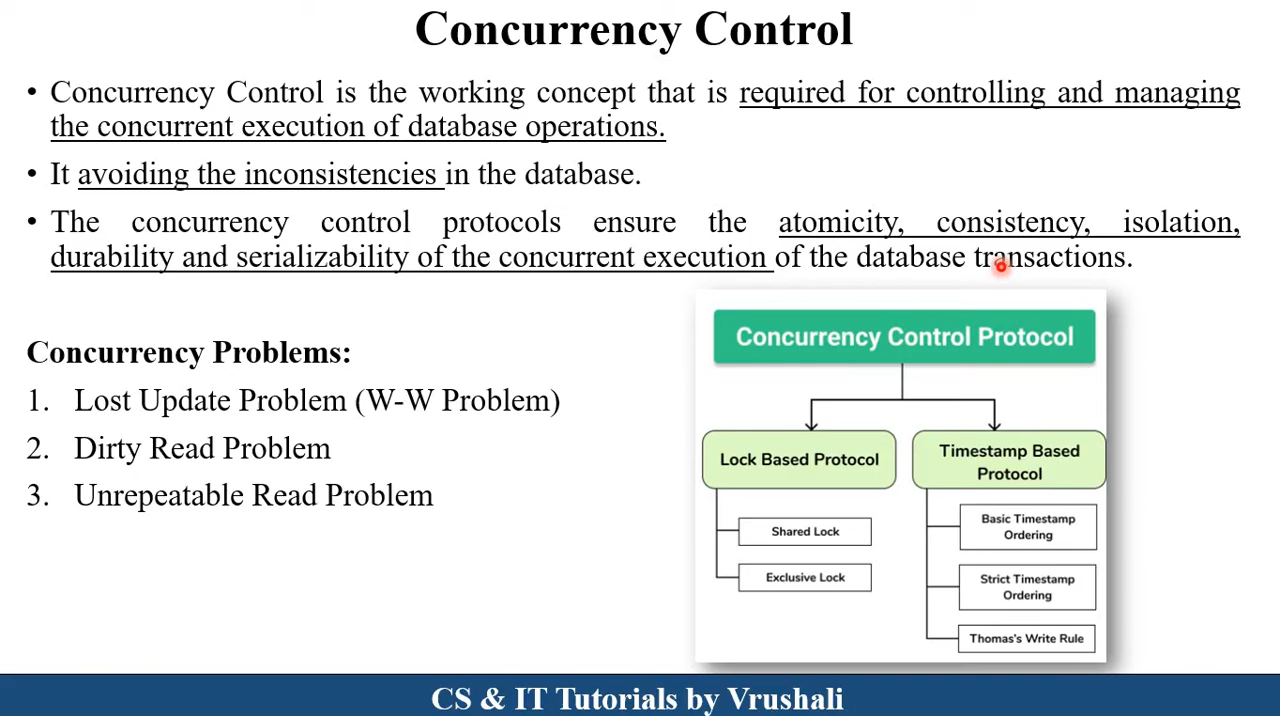 Concurrency Control
• Concurrency Control is the working concept that is required for controlling and managing
the concurrent execution of database operations.
• It avoiding the inconsistencies in the database.
• The concurrency control protocols ensure the atomicity, consistency, isolation,
durability and serializability of the concurrent execution of the database transactions.
Concurrency Problems:
1. Lost Update Problem (W-W Problem)
2. Dirty Read Problem
3. Unrepeatable Read Problem
Concurrency Control Protocol
Lock Based Protocol
Shared Lock
Exclusive Lock
Timestamp Based
Protocol
Basic Timestamp
Ordering
Strict Timestamp
Ordering
Thomas's Write Rule
CS & IT Tutorials by Vrushali